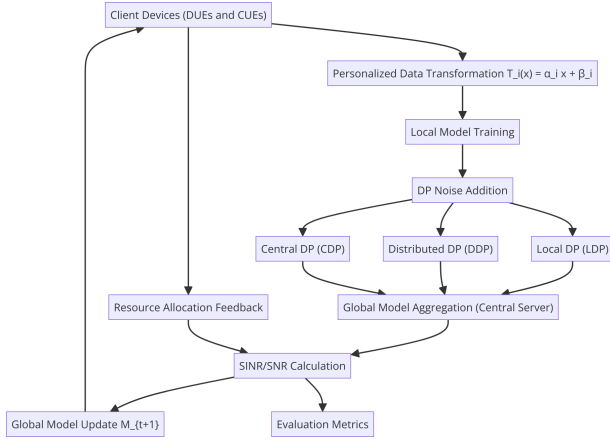 Client Devices (DUEs and CUEs)
Personalized Data Transformation T_i(x) = α_i x + β_i
Local Model Training
DP Noise Addition
Central DP (CDP)
Distributed DP (DDP)
Local DP (LDP)
Resource Allocation Feedback
Global Model Aggregation (Central Server)
SINR/SNR Calculation
Global Model Update M_{t+1}
Evaluation Metrics